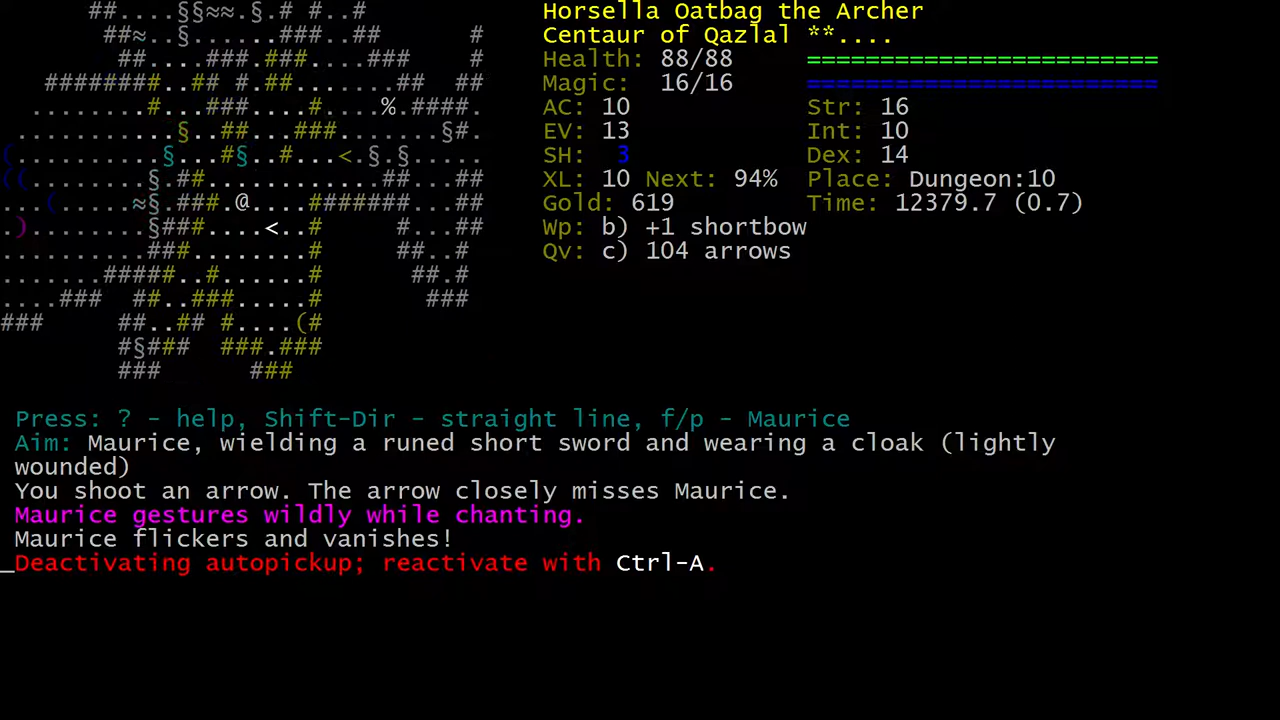 Horsella Oatbag the Archer
Centaur of Qazlal **....
Health: 88/88 ========================
Magic: 16/16 ========================
AC: 10 Str: 16
EV: 13 Int: 10
SH: 3 Dex: 14
XL: 10 Next: 94% Place: Dungeon:10
Gold: 619 Time: 12379.7 (0.7)
Wp: b) +1 shortbow
Qv: c) 104 arrows
Press: ? - help, Shift-Dir - straight line, f/p - Maurice
Aim: Maurice, wielding a runed short sword and wearing a cloak (lightly
wounded)
You shoot an arrow. The arrow closely misses Maurice.
Maurice gestures wildly while chanting.
Maurice flickers and vanishes!
_Deactivating autopickup; reactivate with Ctrl-A.